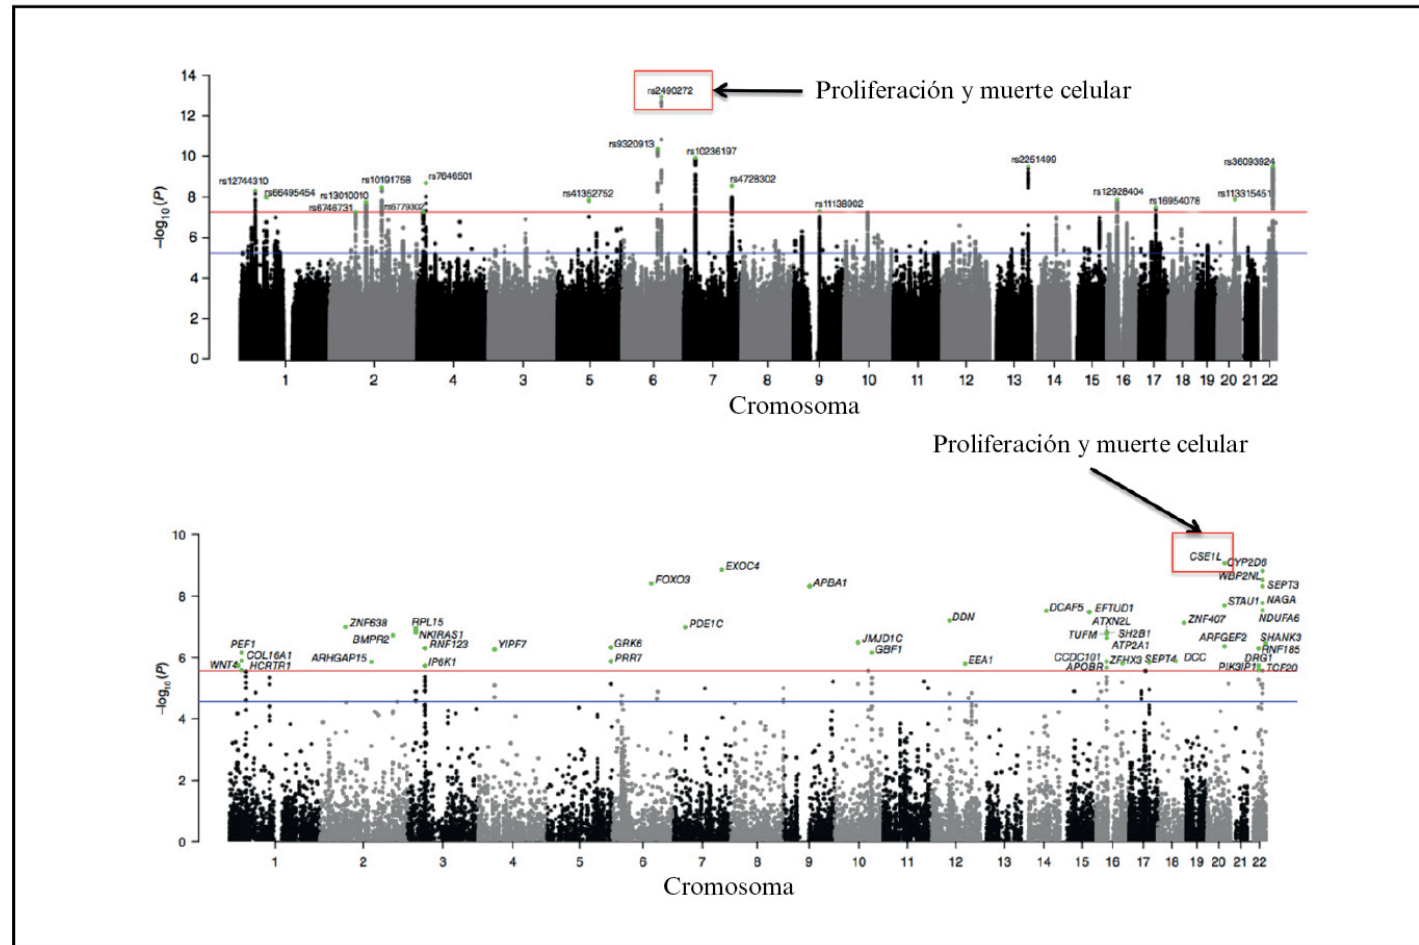 14
12
10
8
6
4
2
0
–log₁₀ (P)
rs2490272
Proliferación y muerte celular
rs9320913
rs10236197
rs2251499
rs36093924
rs12744310
rs66495454
rs10191758
rs7646501
rs13010010
rs6746731
rs6779302
rs41352752
rs4728302
rs11138902
rs12928404
rs16954078
rs113315451
1 2 4 3 5 6 7 8 9 10 11 12 13 14 15 16 17 18 19 20 21 22
Cromosoma
Proliferación y muerte celular
10
8
6
4
2
0
–log₁₀ (P)
CSE1L
CYP2D6
WBP2NL
SEPT3
EXOC4
FOXO3
APBA1
STAU1
NAGA
NDUFA6
DCAF5
EFTUD1
DDN
ZNF407
ATXN2L
ZNF638
RPL15
BMPR2
NKIRAS1
PDE1C
TUFM
SH2B1
ARFGEF2
SHANK3
PEF1
RNF123
YIPF7
GRK6
JMJD1C
ATP2A1
RNF185
COL16A1
ARHGAP15
PRR7
GBF1
CCDC101
ZFHX3
SEPT4
DCC
DRG1
WNT4
HCRTR1
IP6K1
EEA1
APOBR
PIK3IP1
TCF20
1 2 3 4 5 6 7 8 9 10 11 12 13 14 15 16 17 18 19 20 21 22
Cromosoma